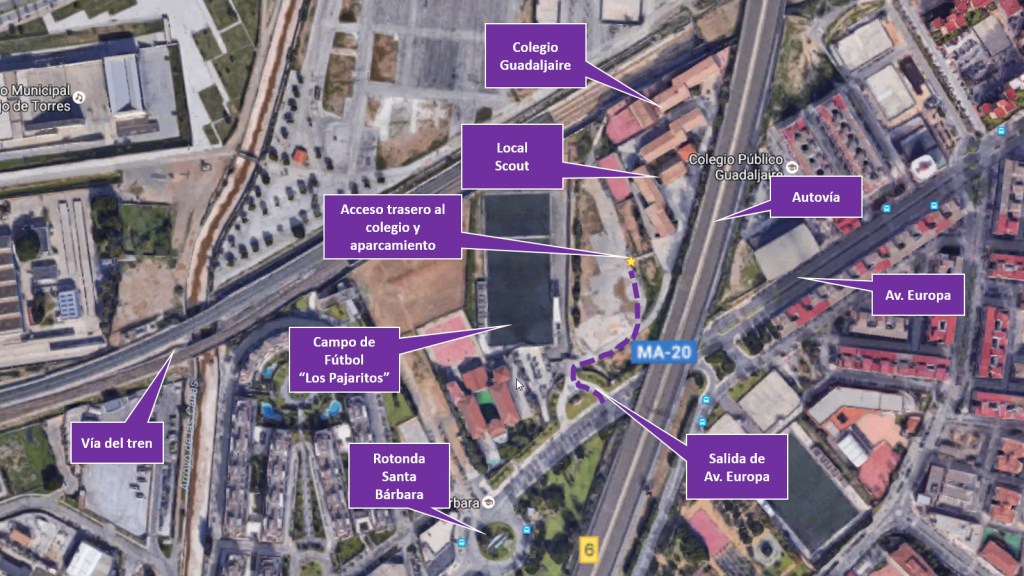 Colegio
Guadaljaire
o Municipal
jo de Torres
Local
Scout
Colegio Público
Guadaljaire
Autovía
Acceso trasero al
colegio y
aparcamiento
Av. Europa
Campo de
Fútbol
“Los Pajaritos”
MA-20
Vía del tren
Rotonda
Santa
Bárbara
Salida de
Av. Europa
rbara
6